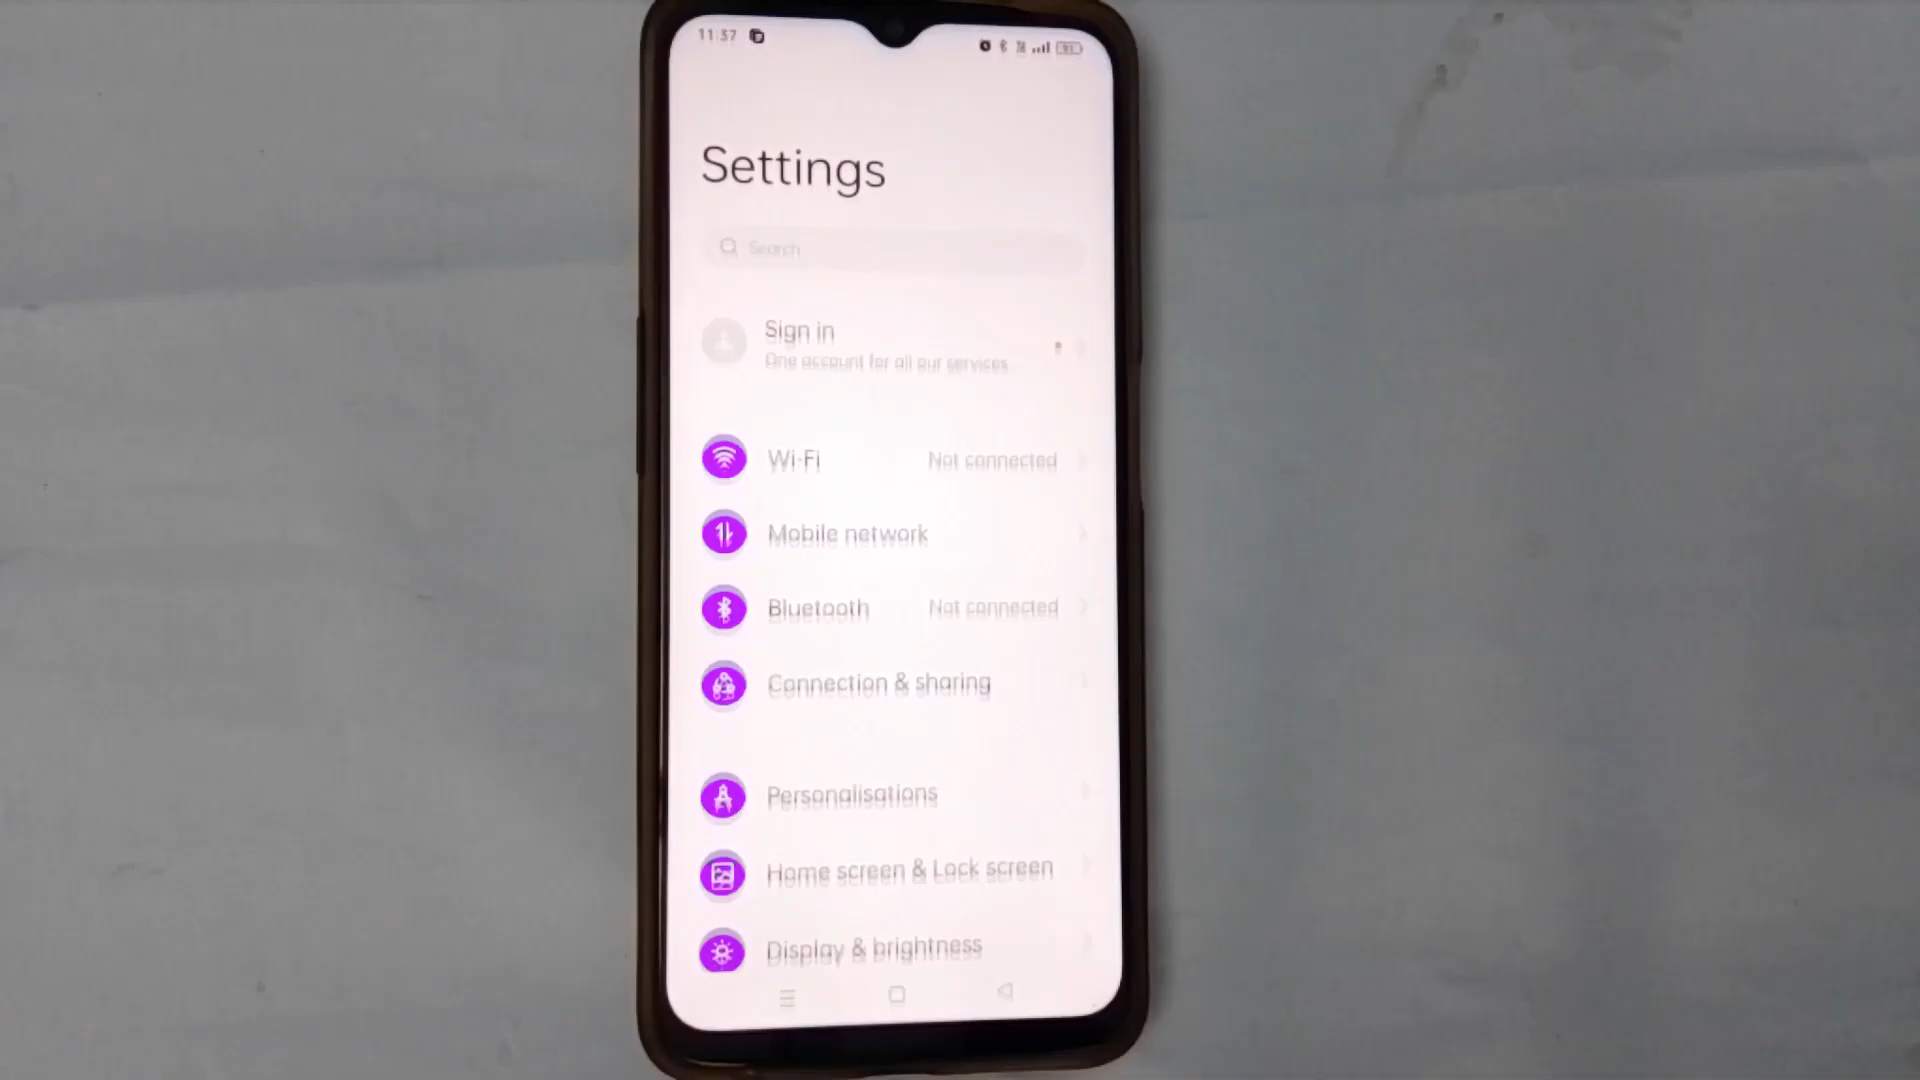 11:57
Settings
Search
Sign in
One account for all our services
Wi-Fi Not connected
Mobile network
Bluetooth Not connected
Connection & sharing
Personalisations
Home screen & Lock screen
Display & brightness